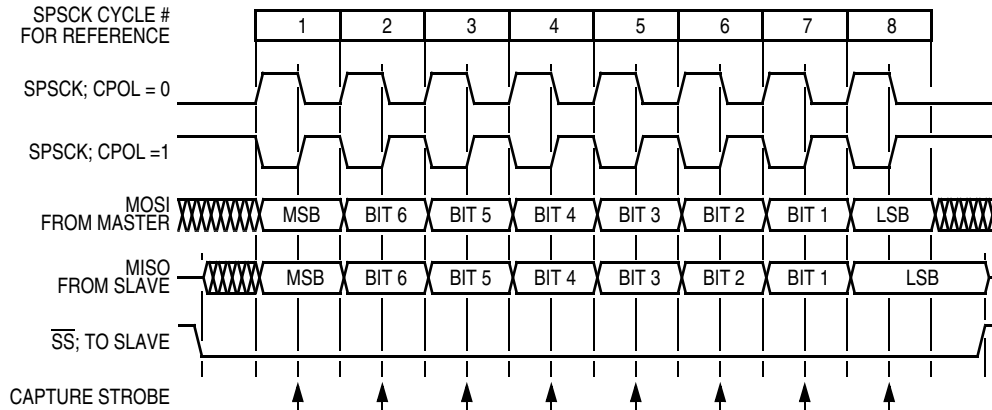 SPSCK CYCLE #
FOR REFERENCE
1 2 3 4 5 6 7 8
SPSCK; CPOL = 0
SPSCK; CPOL =1
MOSI
FROM MASTER
MSB BIT 6 BIT 5 BIT 4 BIT 3 BIT 2 BIT 1 LSB
MISO
FROM SLAVE
MSB BIT 6 BIT 5 BIT 4 BIT 3 BIT 2 BIT 1 LSB
SS; TO SLAVE
CAPTURE STROBE